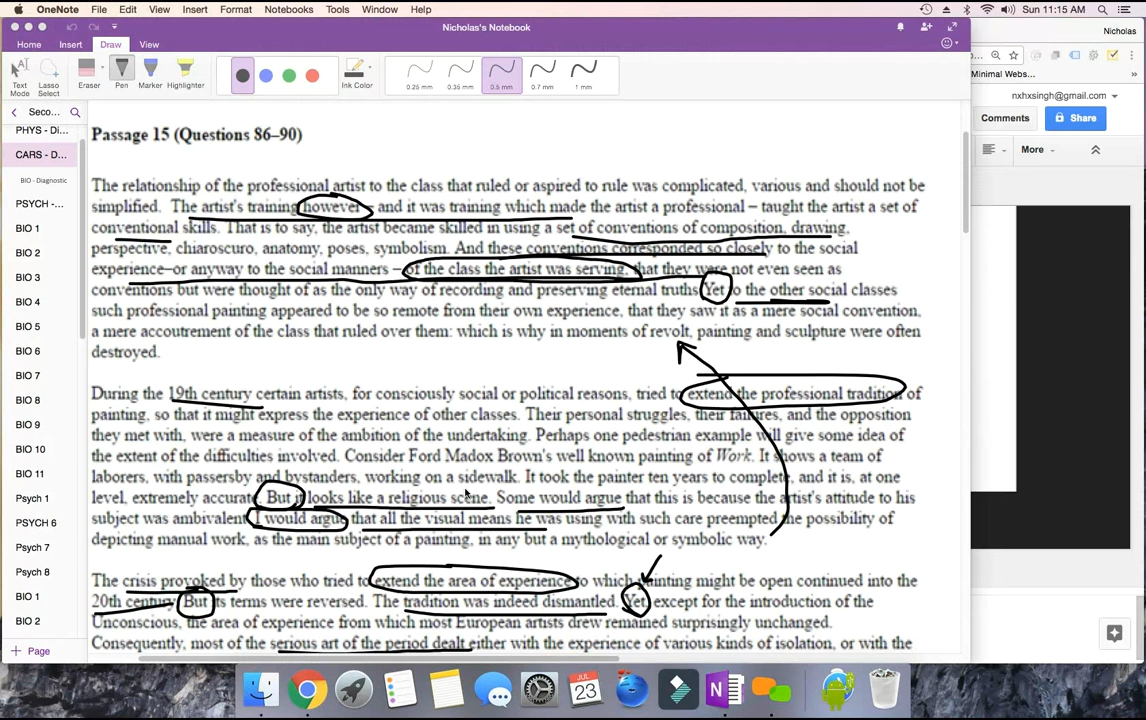 OneNote File Edit View Insert Format Notebooks Tools Window Help Sun 11:15 AM
Nicholas's Notebook
Nicholas
Home Insert Draw View
Minimal Webs...
Text Mode
Lasso Select
Eraser Pen Marker Highlighter
0.25 mm 0.35 mm 0.5 mm 0.7 mm 1 mm
Ink Color
nxhxsingh@gmail.com
Comments Share
More
Seco...
PHYS - Di...
CARS - D...
BIO - Diagnostic
PSYCH -...
BIO 1
BIO 2
BIO 3
BIO 4
BIO 5
BIO 6
BIO 7
BIO 8
BIO 9
BIO 10
BIO 11
Psych 1
PSYCH 6
Psych 7
Psych 8
BIO 1
BIO 2
+ Page
Passage 15 (Questions 86–90)
The relationship of the professional artist to the class that ruled or aspired to rule was complicated, various and should not be
simplified. The artist's training however – and it was training which made the artist a professional – taught the artist a set of
conventional skills. That is to say, the artist became skilled in using a set of conventions of composition, drawing,
perspective, chiaroscuro, anatomy, poses, symbolism. And these conventions corresponded so closely to the social
experience–or anyway to the social manners – of the class the artist was serving, that they were not even seen as
conventions but were thought of as the only way of recording and preserving eternal truths. Yet to the other social classes
such professional painting appeared to be so remote from their own experience, that they saw it as a mere social convention,
a mere accoutrement of the class that ruled over them: which is why in moments of revolt, painting and sculpture were often
destroyed.
During the 19th century certain artists, for consciously social or political reasons, tried to extend the professional tradition of
painting, so that it might express the experience of other classes. Their personal struggles, their failures, and the opposition
they met with, were a measure of the ambition of the undertaking. Perhaps one pedestrian example will give some idea of
the extent of the difficulties involved. Consider Ford Madox Brown's well known painting of Work. It shows a team of
laborers, with passersby and bystanders, working on a sidewalk. It took the painter ten years to complete, and it is, at one
level, extremely accurate. But it looks like a religious scene. Some would argue that this is because the artist's attitude to his
subject was ambivalent. I would argue that all the visual means he was using with such care preempted the possibility of
depicting manual work, as the main subject of a painting, in any but a mythological or symbolic way.
The crisis provoked by those who tried to extend the area of experience to which painting might be open continued into the
20th century. But its terms were reversed. The tradition was indeed dismantled. Yet, except for the introduction of the
Unconscious, the area of experience from which most European artists drew remained surprisingly unchanged.
Consequently, most of the serious art of the period dealt either with the experience of various kinds of isolation, or with the
JUL
23